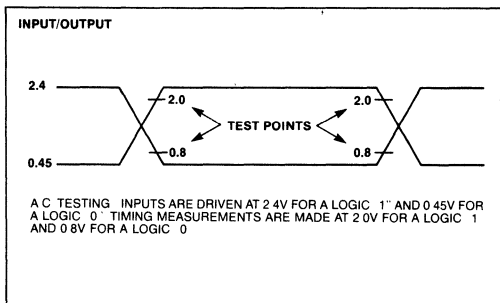 INPUT/OUTPUT
2.4
2.0
2.0
TEST POINTS
0.8
0.8
0.45
A C TESTING INPUTS ARE DRIVEN AT 2 4V FOR A LOGIC 1" AND 0 45V FOR
A LOGIC 0 ' TIMING MEASUREMENTS ARE MADE AT 2 0V FOR A LOGIC 1
AND 0 8V FOR A LOGIC 0